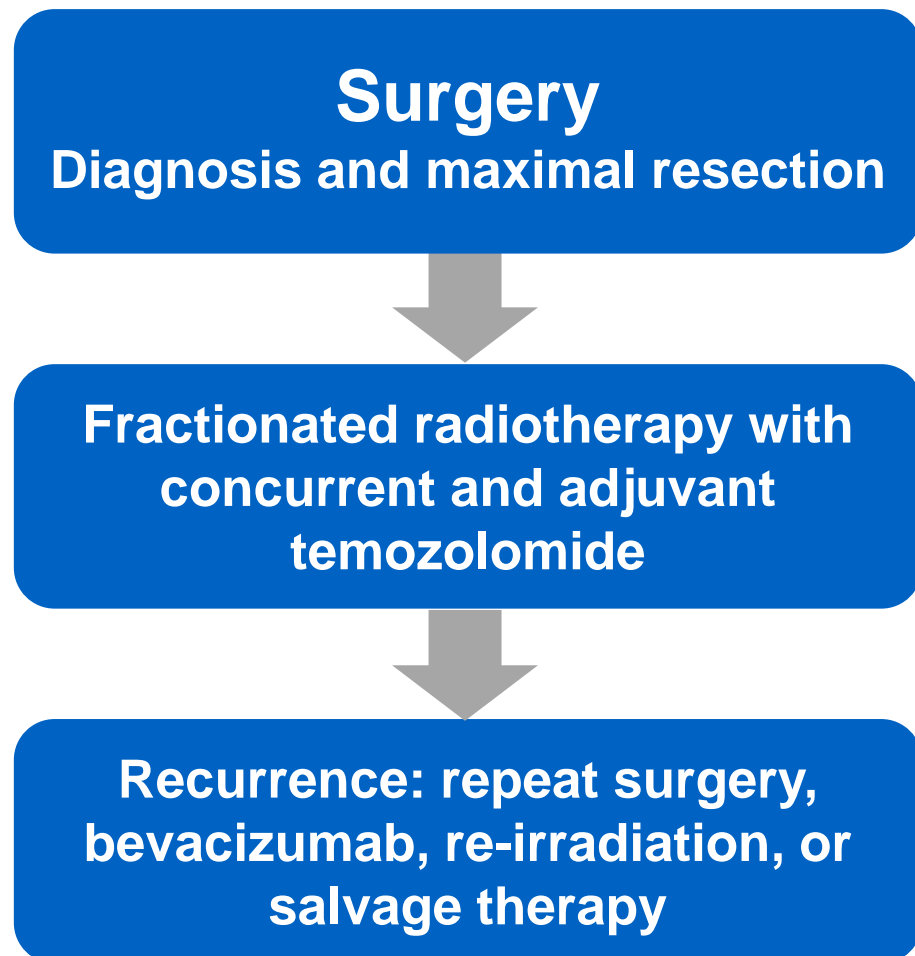 Surgery
Diagnosis and maximal resection
Fractionated radiotherapy with
concurrent and adjuvant
temozolomide
Recurrence: repeat surgery,
bevacizumab, re-irradiation, or
salvage therapy